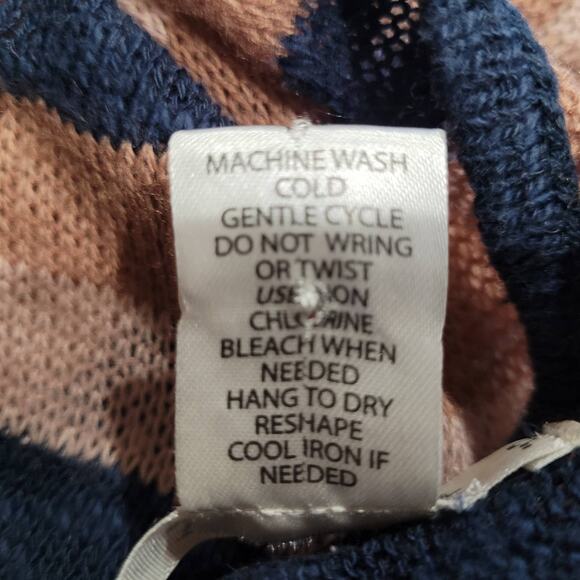 MACHINE WASH
COLD
GENTLE CYCLE
DO NOT WRING
OR TWIST
USE NON
CHLORINE
BLEACH WHEN
NEEDED
HANG TO DRY
RESHAPE
COOL IRON IF
NEEDED